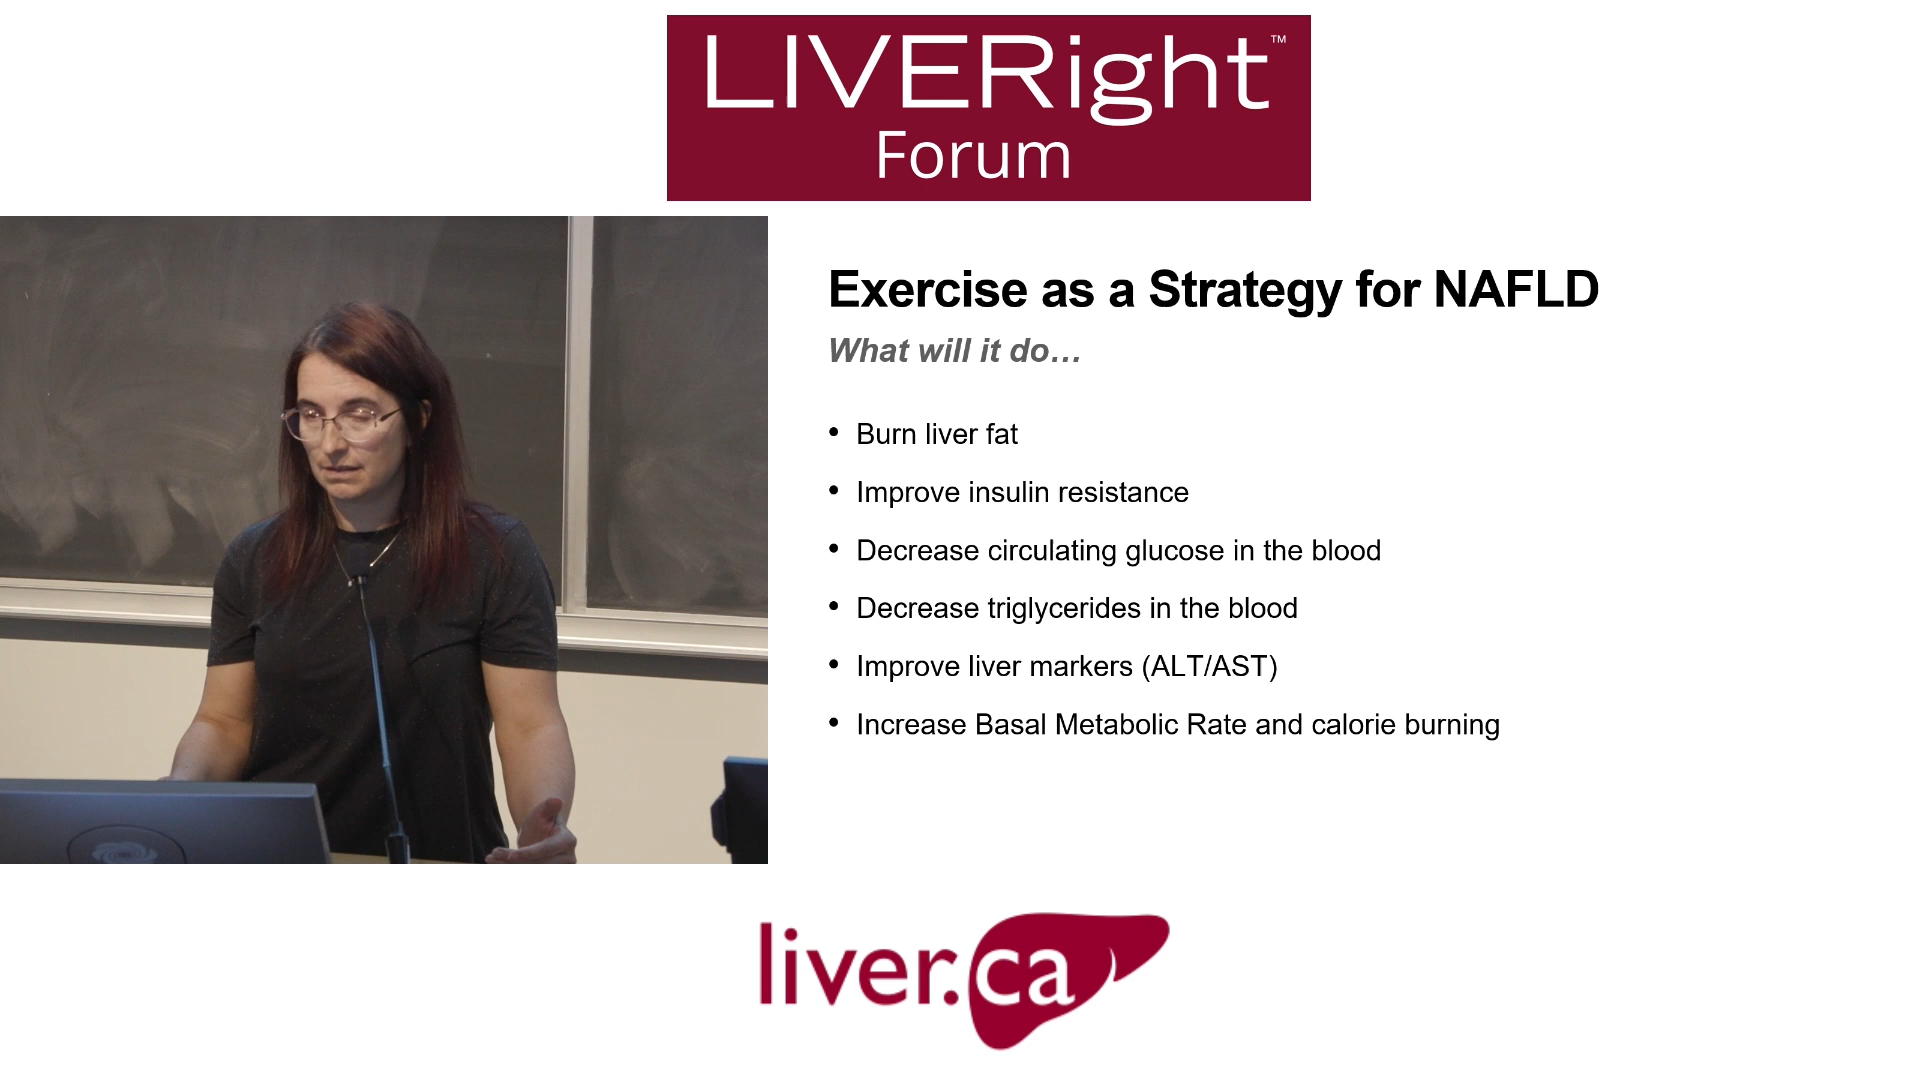 LIVERight™
Forum
Exercise as a Strategy for NAFLD
What will it do…
• Burn liver fat
• Improve insulin resistance
• Decrease circulating glucose in the blood
• Decrease triglycerides in the blood
• Improve liver markers (ALT/AST)
• Increase Basal Metabolic Rate and calorie burning
liver.ca